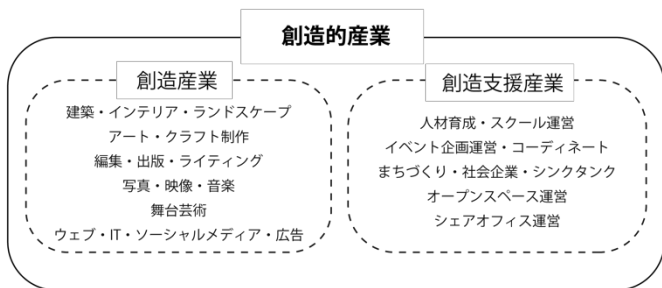 創造的産業
創造産業
建築・インテリア・ランドスケープ
アート・クラフト制作
編集・出版・ライティング
写真・映像・音楽
舞台芸術
ウェブ・IT・ソーシャルメディア・広告
創造支援産業
人材育成・スクール運営
イベント企画運営・コーディネート
まちづくり・社会企業・シンクタンク
オープンスペース運営
シェアオフィス運営